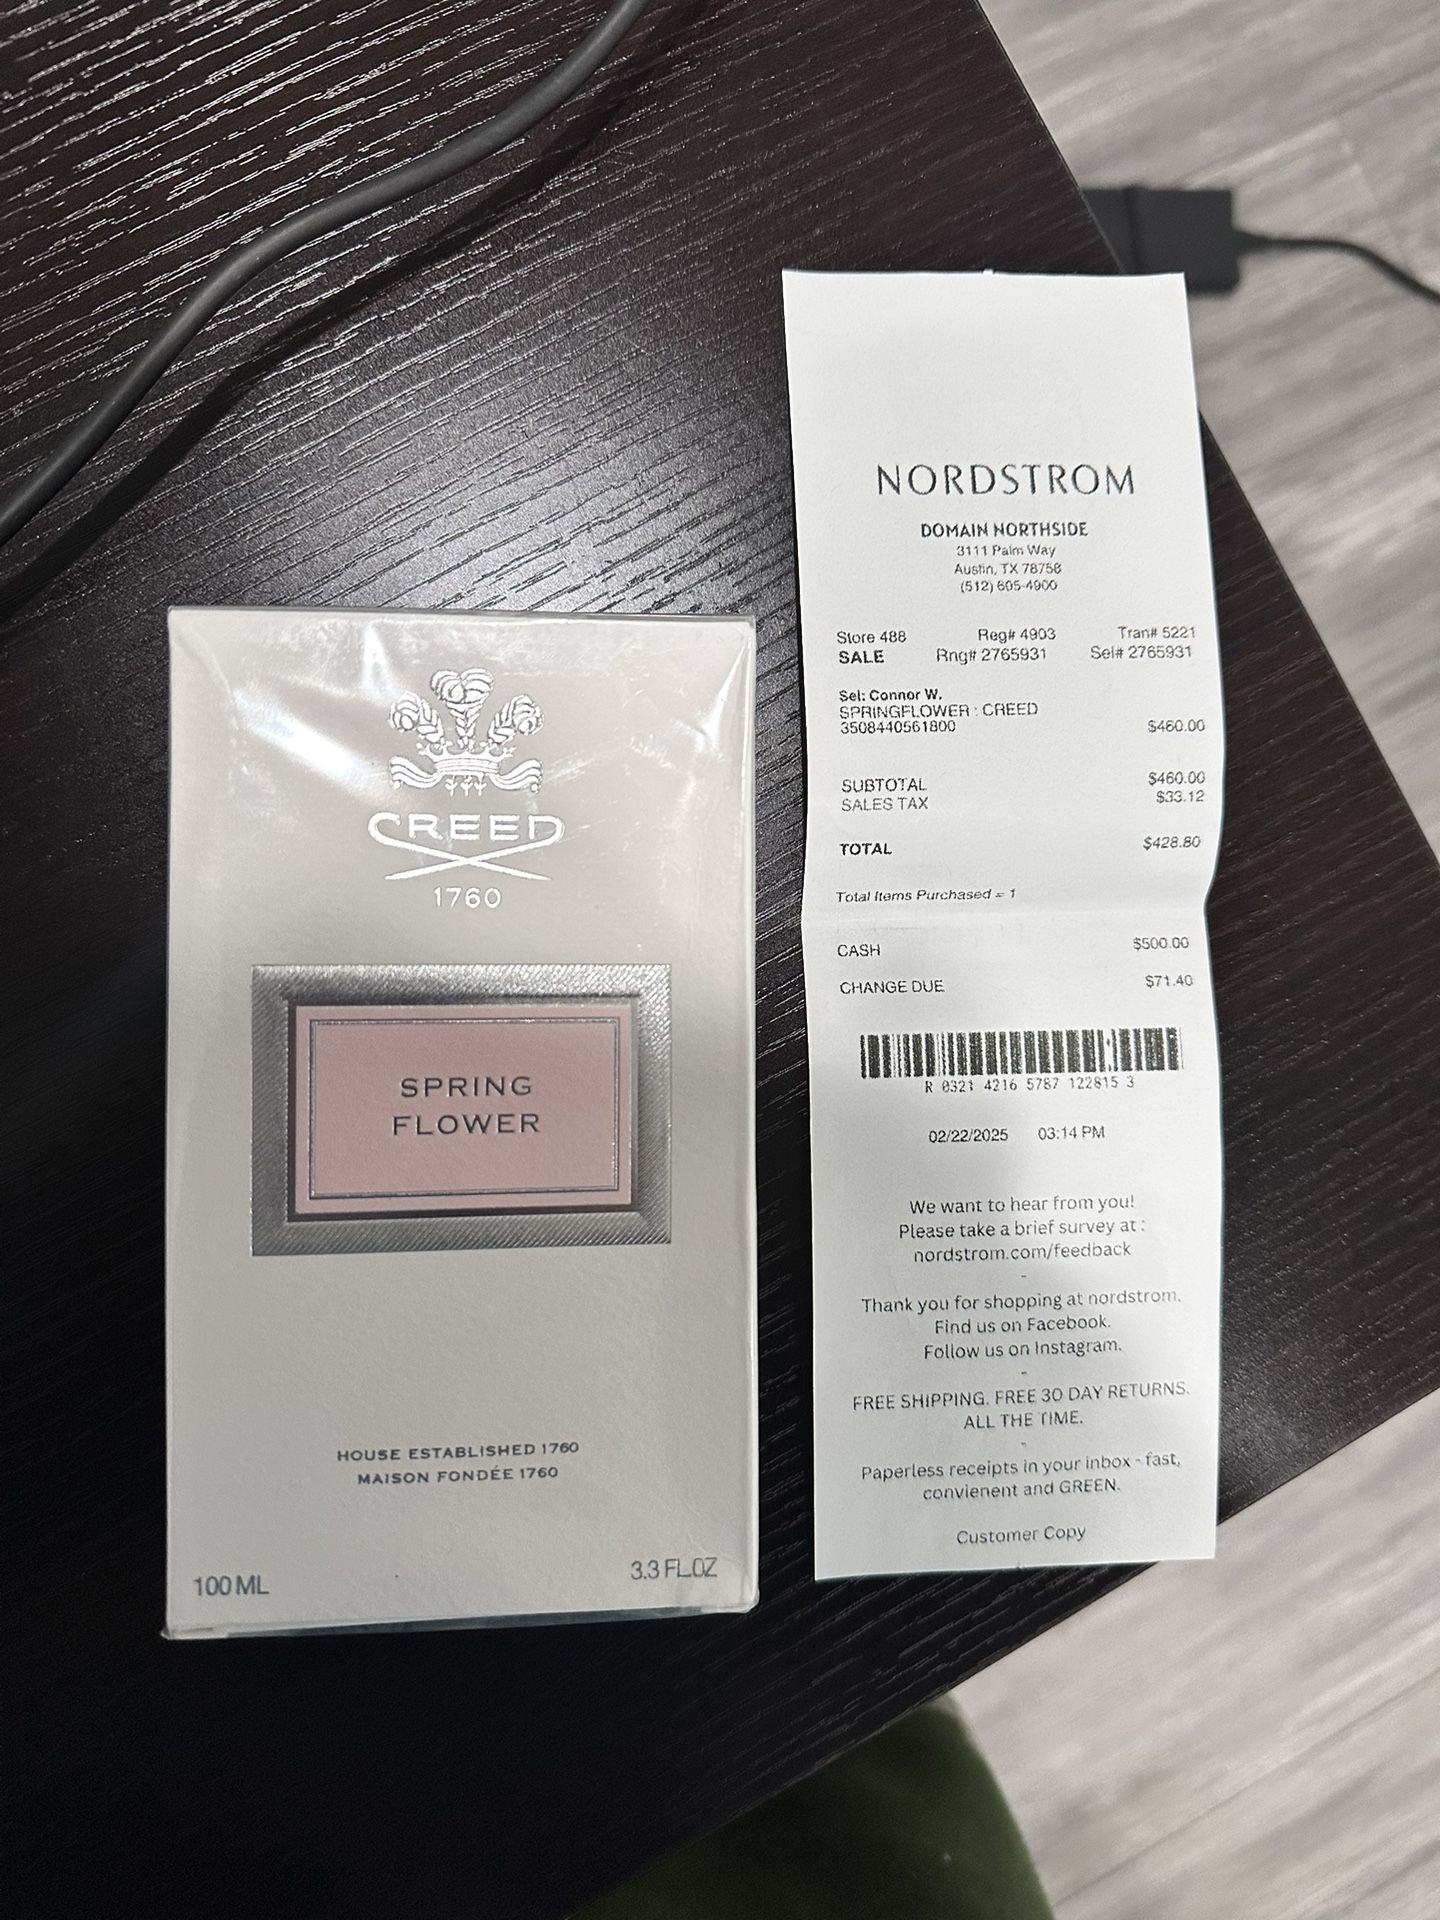 CREED
1760
SPRING
FLOWER
HOUSE ESTABLISHED 1760
MAISON FONDÉE 1760
100 ML
3.3 FL.OZ
NORDSTROM
DOMAIN NORTHSIDE
3111 Palm Way
Austin, TX 78758
(512) 605-4900
Store 488 Reg# 4903 Tran# 5221
SALE Rng# 2765931 Sel# 2765931
Sel: Connor W.
SPRINGFLOWER : CREED
3508440561800 $460.00
SUBTOTAL $460.00
SALES TAX $33.12
TOTAL $428.80
Total Items Purchased = 1
CASH $500.00
CHANGE DUE $71.40
R 0321 4216 5787 122815 3
02/22/2025 03:14 PM
We want to hear from you!
Please take a brief survey at :
nordstrom.com/feedback
-
Thank you for shopping at nordstrom.
Find us on Facebook.
Follow us on Instagram.
-
FREE SHIPPING. FREE 30 DAY RETURNS.
ALL THE TIME.
-
Paperless receipts in your inbox - fast,
convienent and GREEN.
Customer Copy